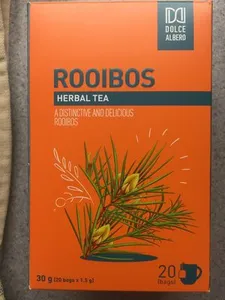 DOLCE
ALBERO
ROOIBOS
HERBAL TEA
A DISTINCTIVE AND DELICIOUS
ROOIBOS
30 g (20 bags x 1.5 g)
20
(bags)